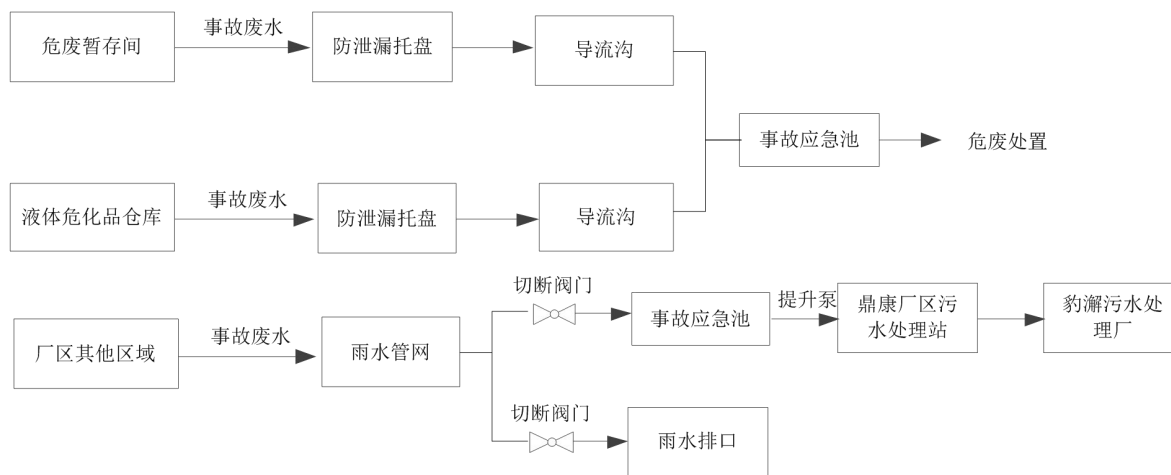 危废暂存间
事故废水
防泄漏托盘
导流沟
事故应急池
危废处置
液体危化品仓库
事故废水
防泄漏托盘
导流沟
厂区其他区域
事故废水
雨水管网
切断阀门
事故应急池
提升泵
鼎康厂区污
水处理站
豹澥污水处
理厂
切断阀门
雨水排口